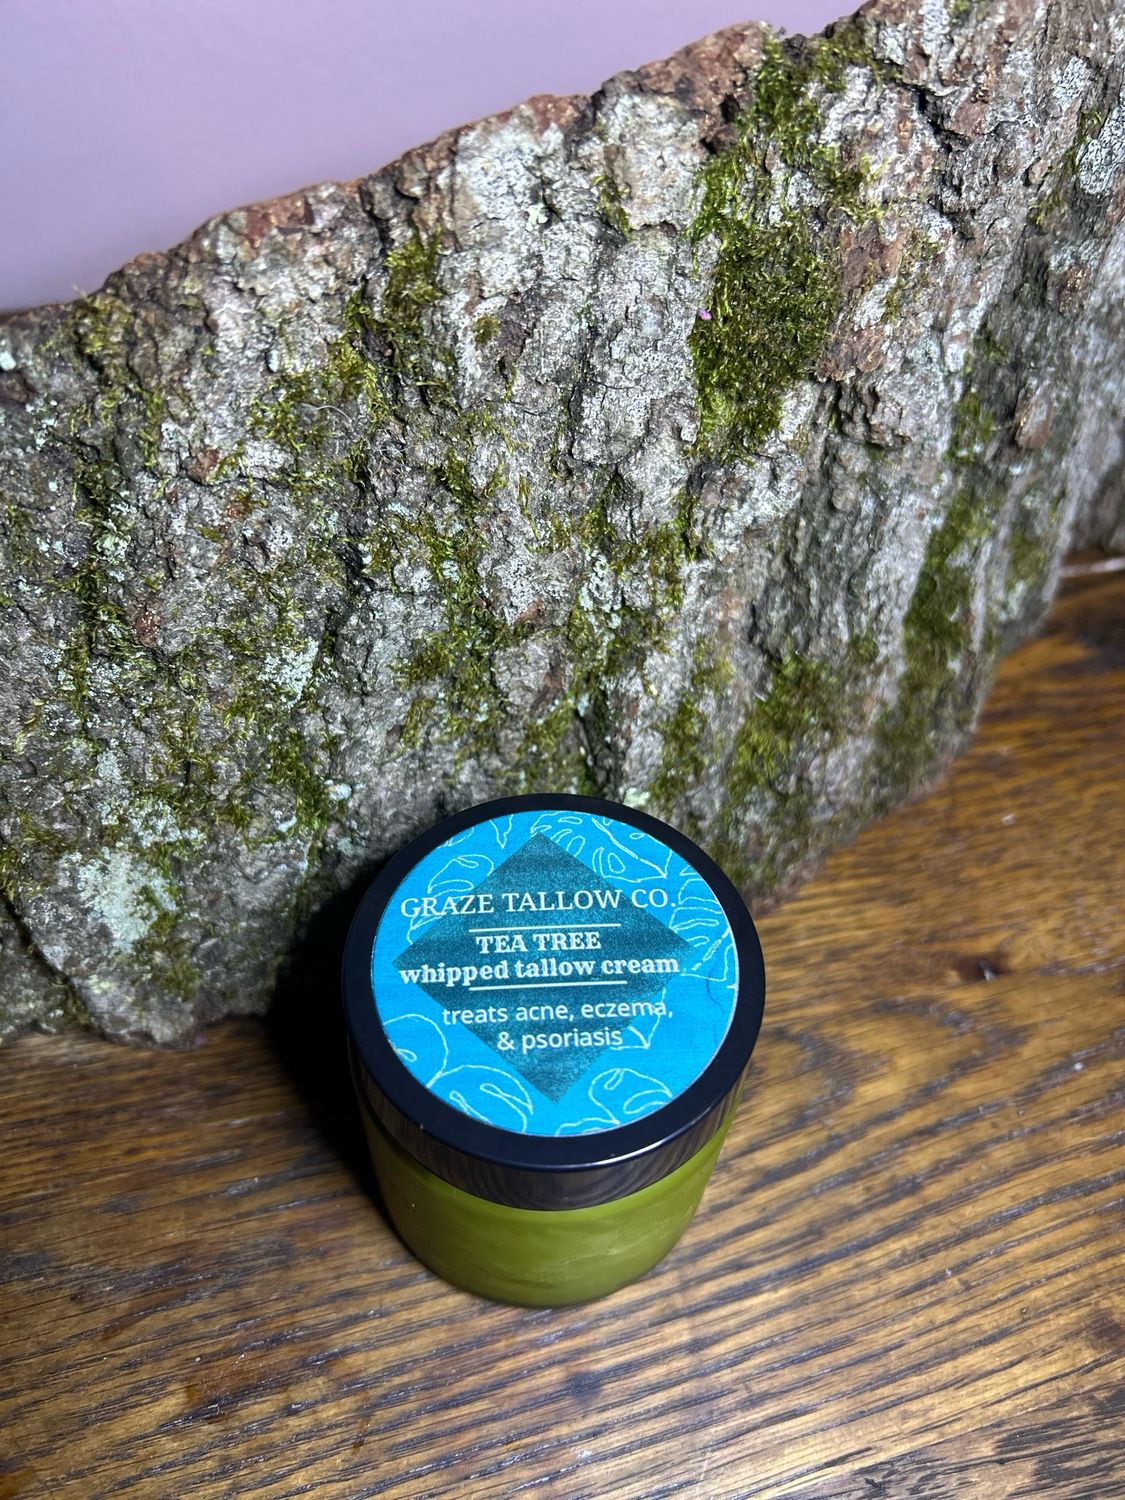 GRAZE TALLOW CO.
TEA TREE
whipped tallow cream
treats acne, eczema,
& psoriasis